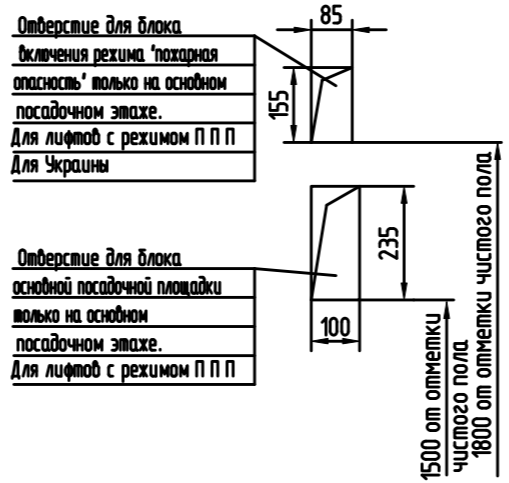 Отверстие для блока
включения режима "пожарная
опасность" только на основном
посадочном этаже.
Для лифтов с режимом П П П
Для Украины
85
155
Отверстие для блока
основной посадочной площадки
только на основном
посадочном этаже.
Для лифтов с режимом П П П
235
100
1500 от отметки
чистого пола
1800 от отметки чистого пола